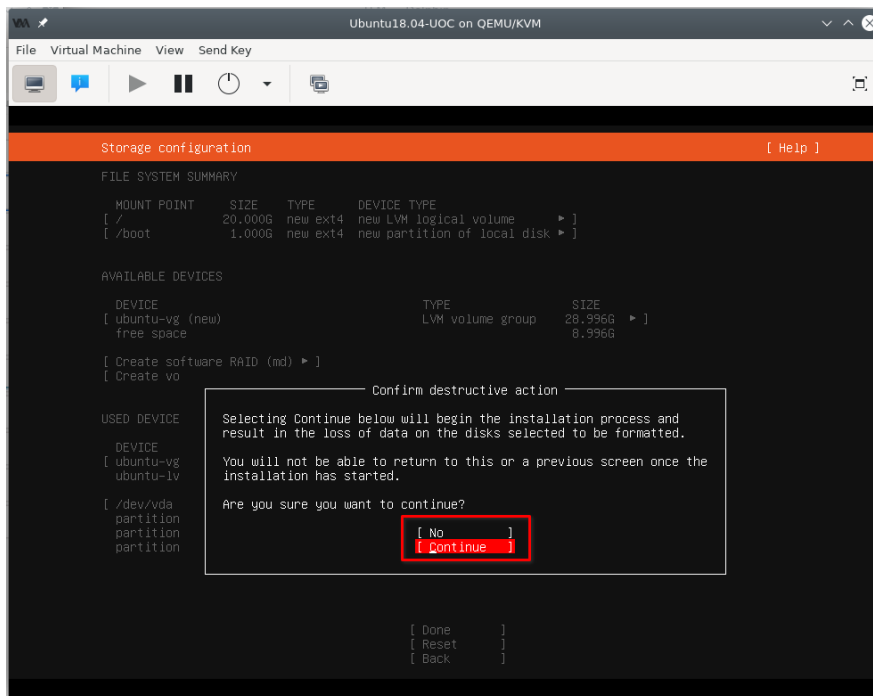 Ubuntu18.04-UOC on QEMU/KVM
File Virtual Machine View Send Key
Storage configuration [ Help ]
FILE SYSTEM SUMMARY
MOUNT POINT SIZE TYPE DEVICE TYPE
[ / 20.000G new ext4 new LVM logical volume ▸ ]
[ /boot 1.000G new ext4 new partition of local disk ▸ ]
AVAILABLE DEVICES
DEVICE TYPE SIZE
[ ubuntu-vg (new) LVM volume group 28.996G ▸ ]
free space 8.996G
[ Create software RAID (md) ▸ ]
[ Create vo
Confirm destructive action
USED DEVICE
Selecting Continue below will begin the installation process and
result in the loss of data on the disks selected to be formatted.
DEVICE
[ ubuntu-vg
ubuntu-lv
You will not be able to return to this or a previous screen once the
installation has started.
[ /dev/vda
partition
partition
partition
Are you sure you want to continue?
[ No ]
[ Continue ]
[ Done ]
[ Reset ]
[ Back ]